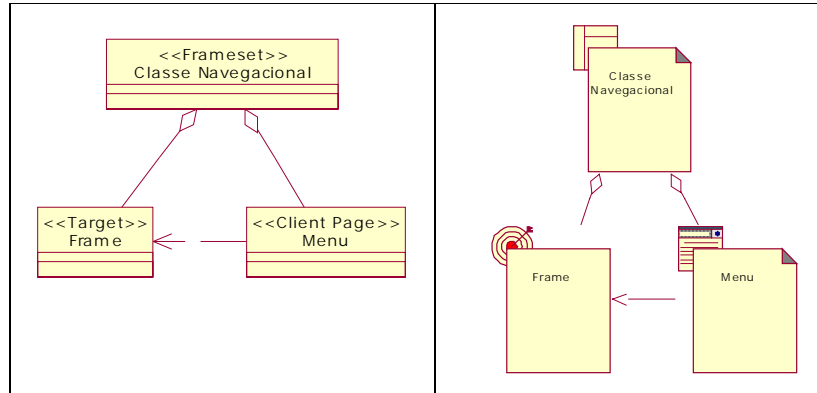 <<Frameset>>
Classe Navegacional
<<Target>>
Frame
<<Client Page>>
Menu
Classe
Navegacional
Frame
Menu